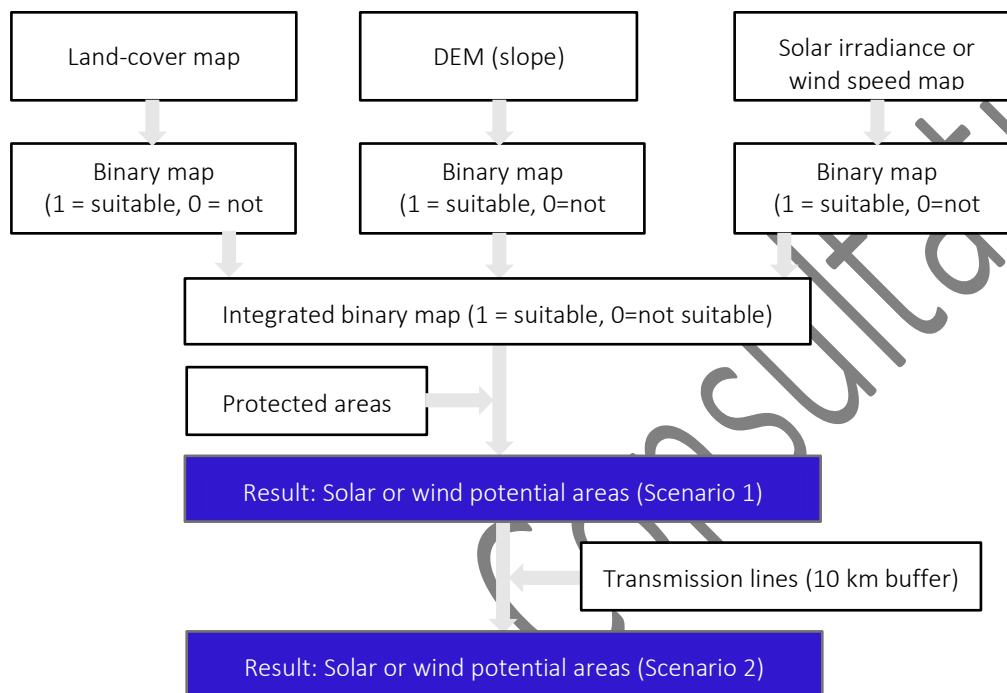 Land-cover map
DEM (slope)
Solar irradiance or
wind speed map
Binary map
(1 = suitable, 0 = not
Binary map
(1 = suitable, 0=not
Binary map
(1 = suitable, 0=not
Integrated binary map (1 = suitable, 0=not suitable)
Protected areas
Result: Solar or wind potential areas (Scenario 1)
Transmission lines (10 km buffer)
Result: Solar or wind potential areas (Scenario 2)